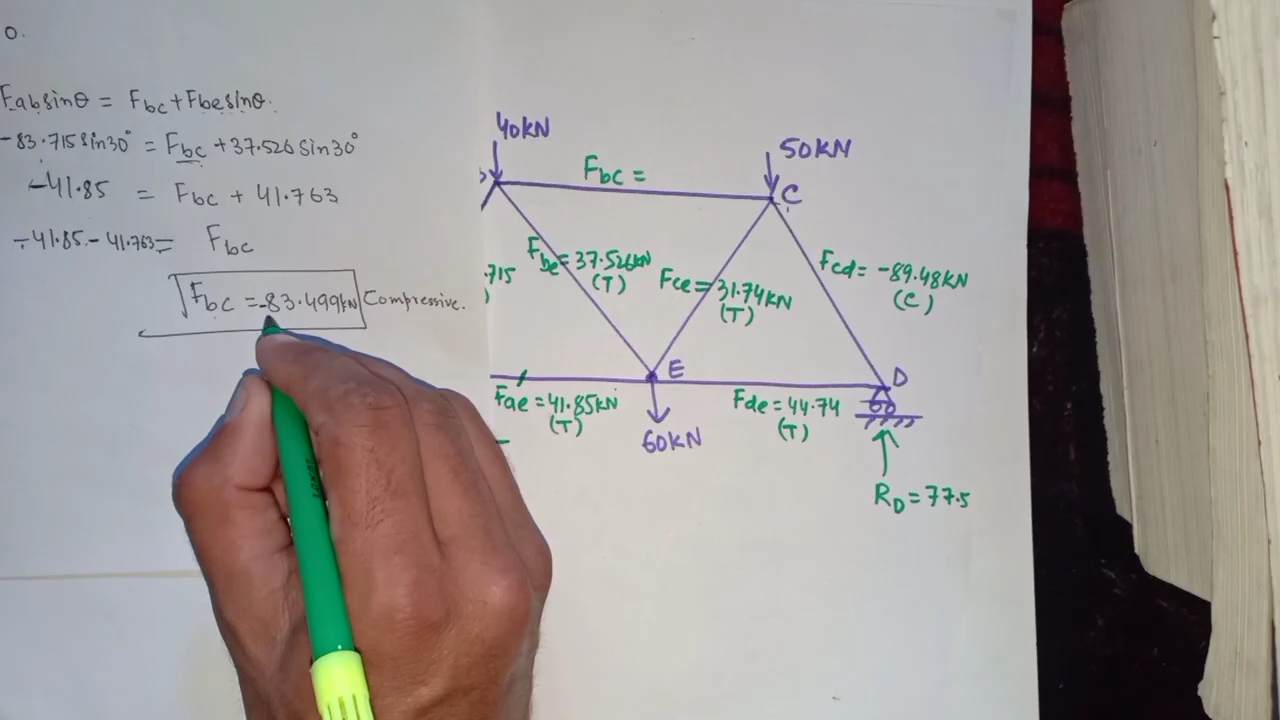 0.
Fab sinθ = Fbc + Fbe sinθ.
-83.715 sin30° = Fbc + 37.526 sin30°
-41.85 = Fbc + 41.763
-41.85 - 41.763 = Fbc
Fbc = -83.499kN Compressive.
40KN
50KN
Fbc =
C
Fbe = 37.526KN
(T)
.715
)
Fce = 31.74KN
(T)
Fcd = -89.48KN
(C)
E
D
Fae = 41.85KN
(T)
Fde = 44.74
(T)
60KN
RD = 77.5